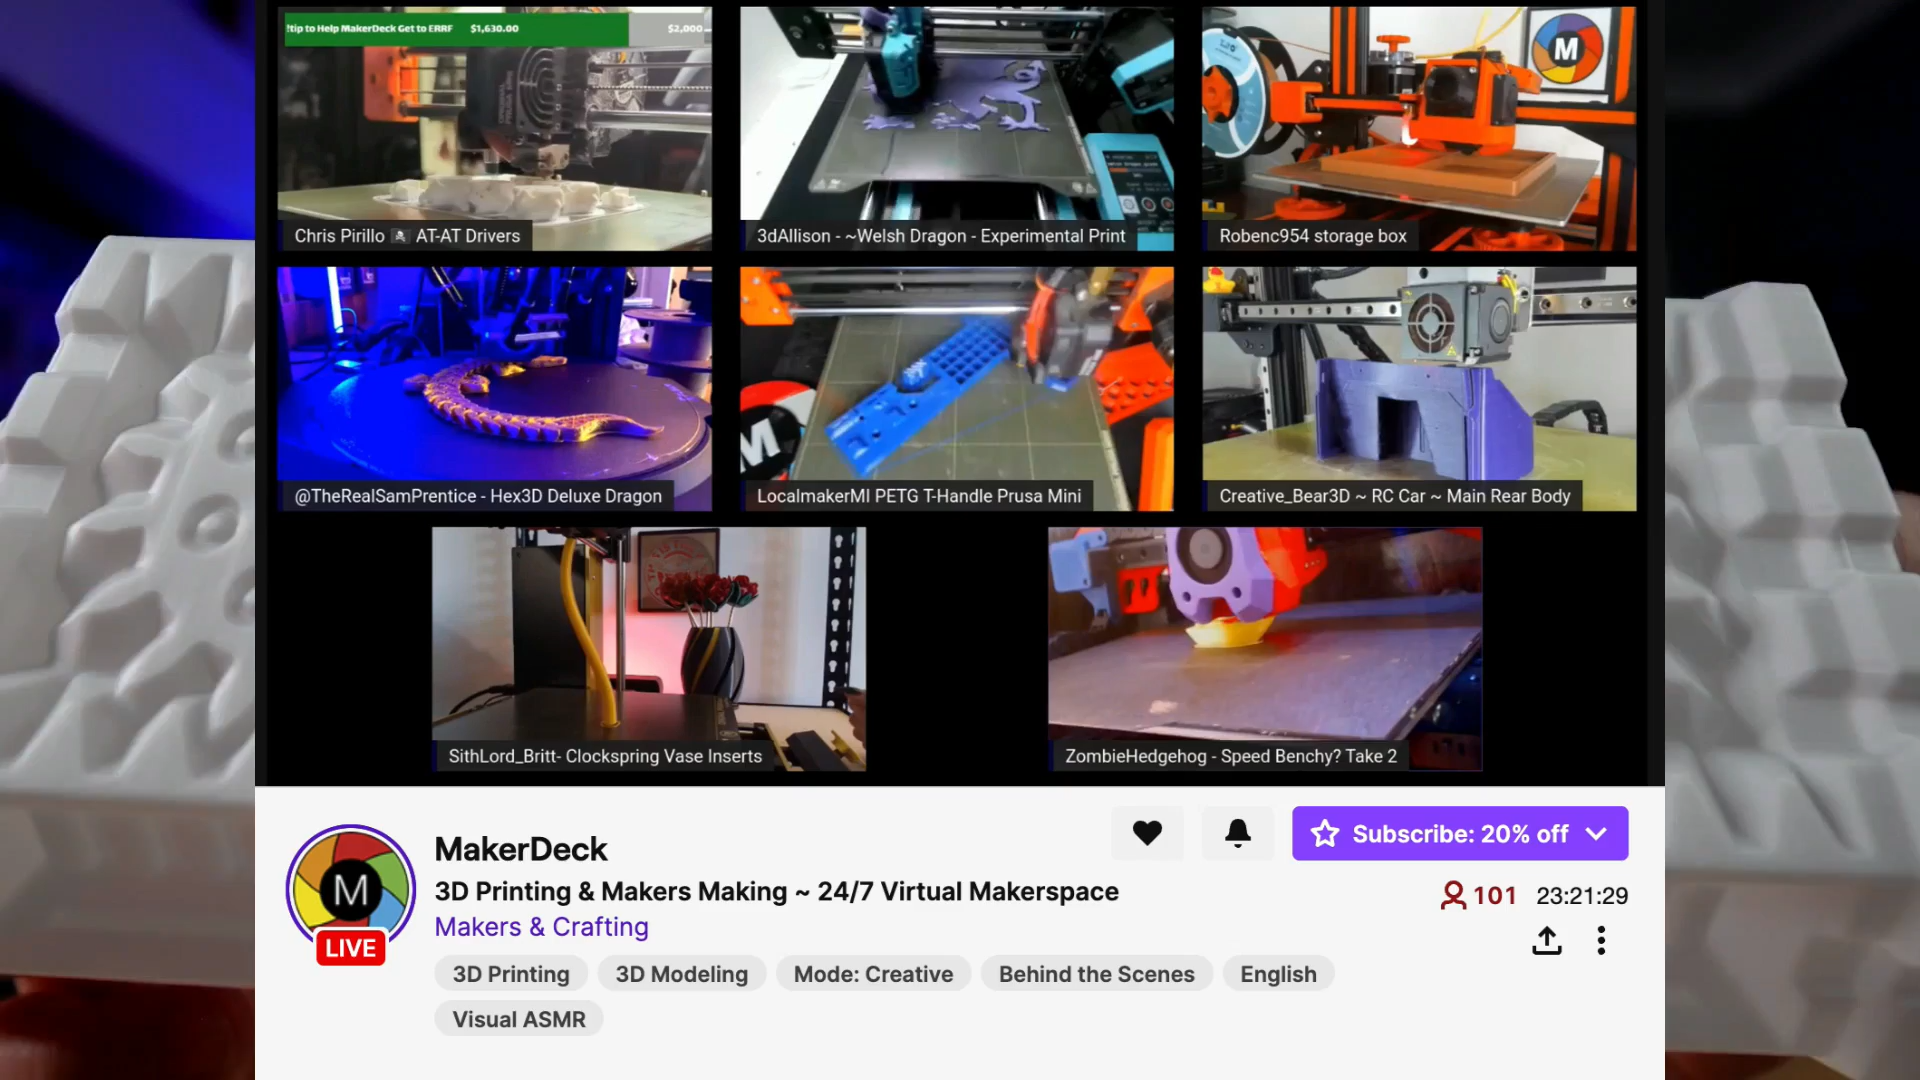 !tip to Help MakerDeck Get to ERRF $1,630.00 $2,000
M
Chris Pirillo AT-AT Drivers
3dAllison - ~Welsh Dragon - Experimental Print
Robenc954 storage box
M
@TheRealSamPrentice - Hex3D Deluxe Dragon
LocalmakerMI PETG T-Handle Prusa Mini
Creative_Bear3D ~ RC Car ~ Main Rear Body
SithLord_Britt- Clockspring Vase Inserts
ZombieHedgehog - Speed Benchy? Take 2
M
LIVE
MakerDeck
3D Printing & Makers Making ~ 24/7 Virtual Makerspace
Makers & Crafting
Subscribe: 20% off
101 23:21:29
3D Printing 3D Modeling Mode: Creative Behind the Scenes English
Visual ASMR